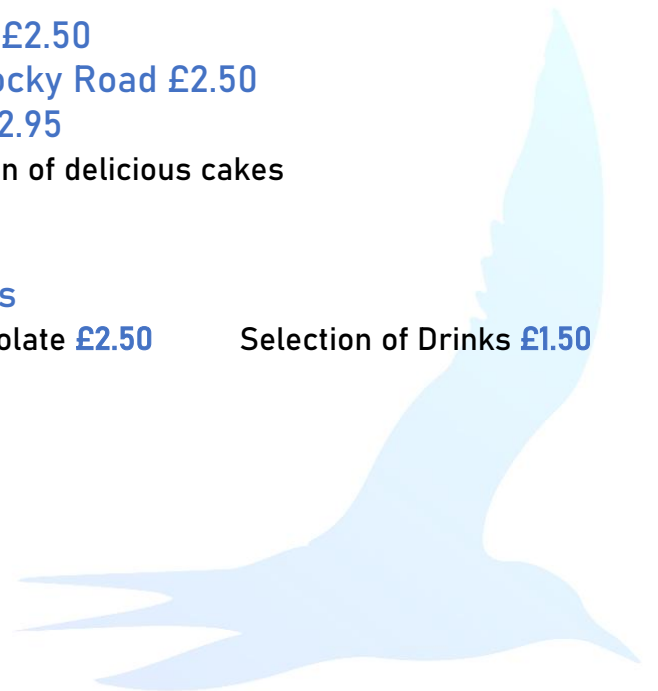 £2.50
ocky Road £2.50
2.95
n of delicious cakes
s
olate £2.50 Selection of Drinks £1.50